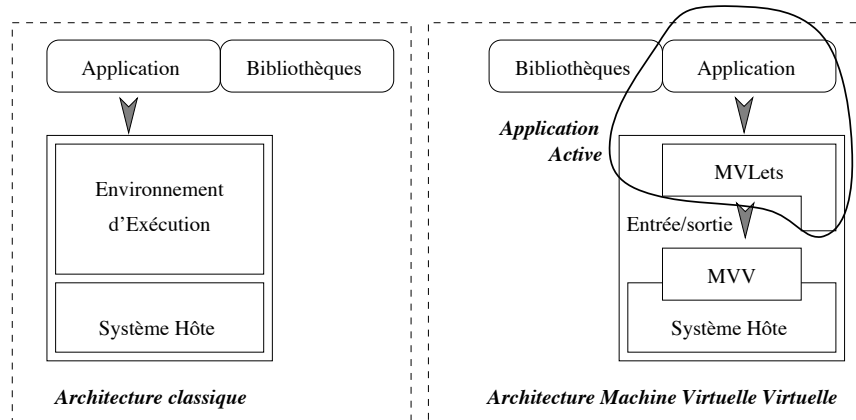 Application
Bibliothèques
Environnement
d'Exécution
Système Hôte
Architecture classique
Bibliothèques
Application
Application
Active
MVLets
Entrée/sortie
MVV
Système Hôte
Architecture Machine Virtuelle Virtuelle